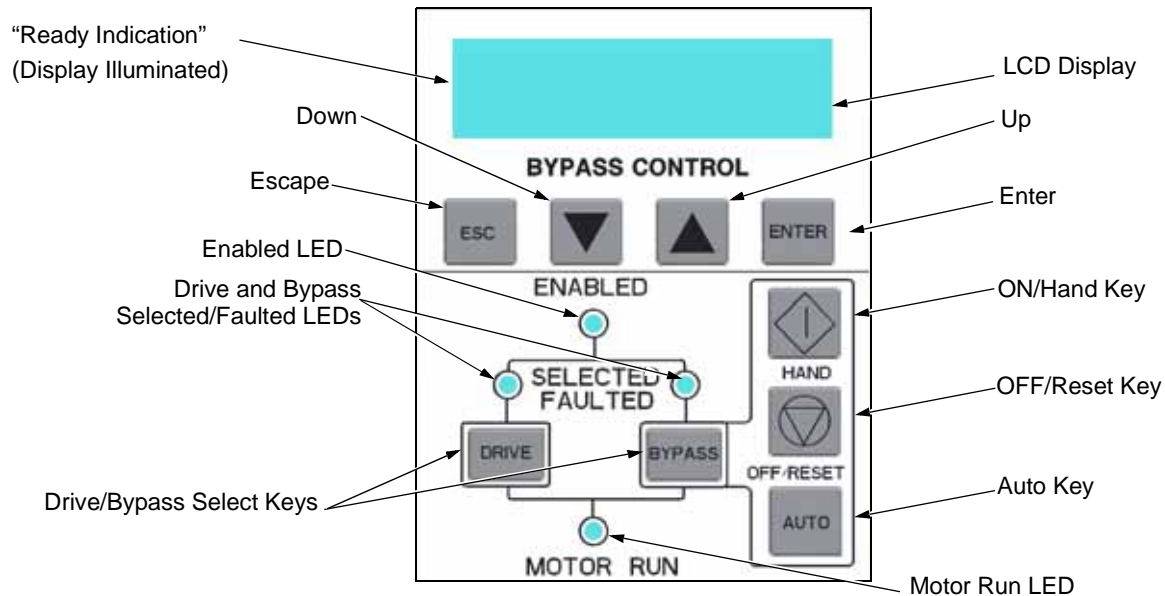 “Ready Indication”
(Display Illuminated)
LCD Display
Down
Up
BYPASS CONTROL
Escape
Enter
ESC
ENTER
Enabled LED
ENABLED
Drive and Bypass
Selected/Faulted LEDs
ON/Hand Key
SELECTED
FAULTED
HAND
OFF/Reset Key
DRIVE
BYPASS
OFF/RESET
Drive/Bypass Select Keys
Auto Key
AUTO
MOTOR RUN
Motor Run LED